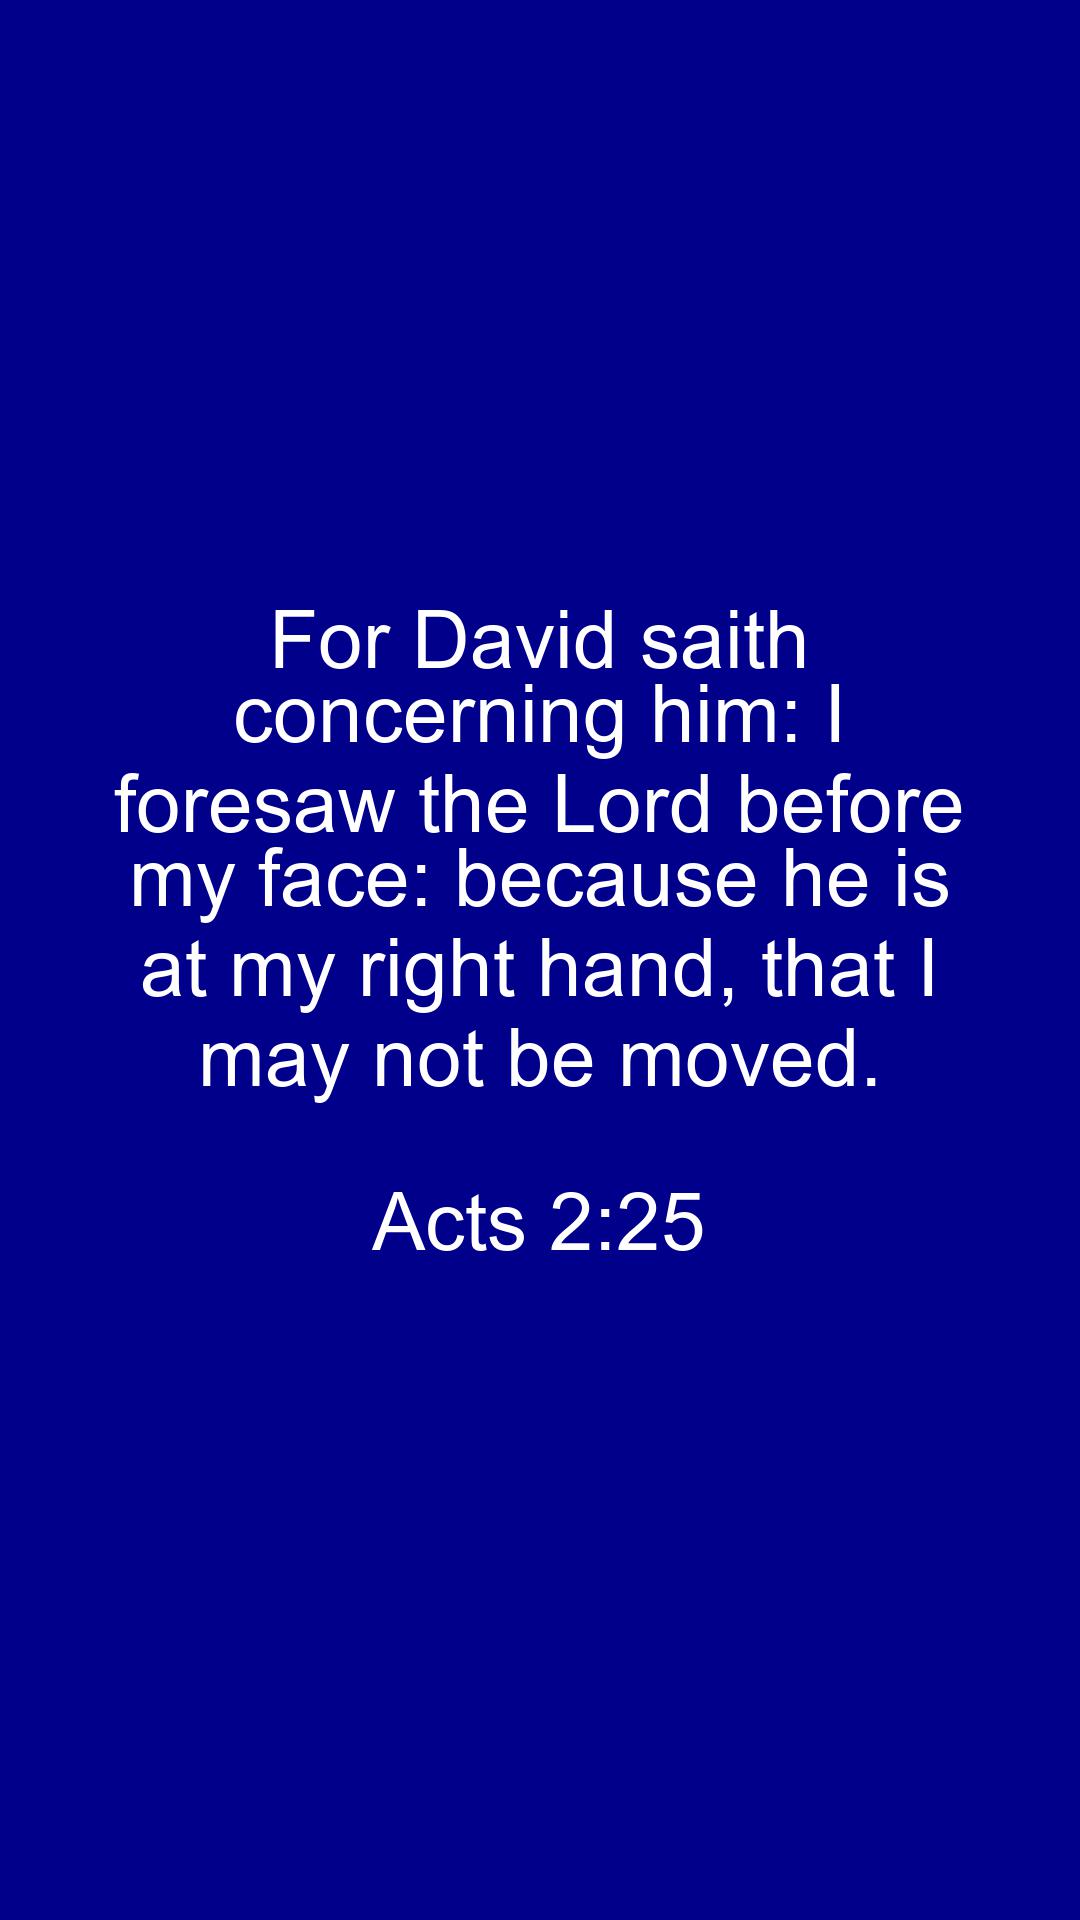 For David saith
concerning him: I
foresaw the Lord before
my face: because he is
at my right hand, that I
may not be moved.
Acts 2:25